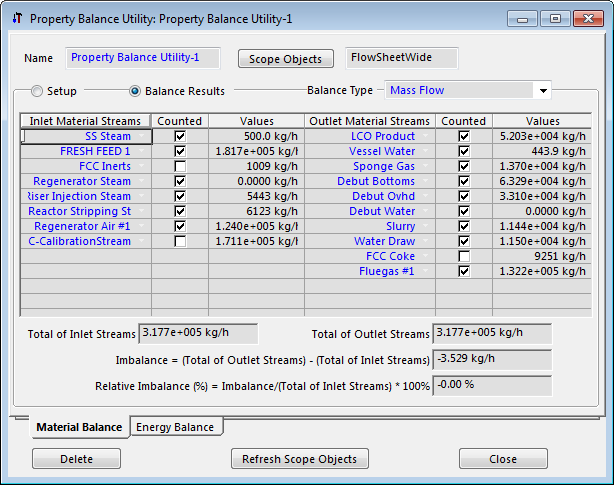 Property Balance Utility: Property Balance Utility-1
Name Property Balance Utility-1 Scope Objects FlowSheetWide
Setup Balance Results Balance Type Mass Flow
Inlet Material Streams Counted Values Outlet Material Streams Counted Values
SS Steam 500.0 kg/h LCO Product 5.203e+004 kg/h
FRESH FEED 1 1.817e+005 kg/h Vessel Water 443.9 kg/h
FCC Inerts 1009 kg/h Sponge Gas 1.370e+004 kg/h
Regenerator Steam 0.0000 kg/h Debut Bottoms 6.329e+004 kg/h
Riser Injection Steam 5443 kg/h Debut Ovhd 3.310e+004 kg/h
Reactor Stripping St 6123 kg/h Debut Water 0.0000 kg/h
Regenerator Air #1 1.240e+005 kg/h Slurry 1.144e+004 kg/h
C-CalibrationStream 1.711e+005 kg/h Water Draw 1.150e+004 kg/h
FCC Coke 9251 kg/h
Fluegas #1 1.322e+005 kg/h
Total of Inlet Streams 3.177e+005 kg/h Total of Outlet Streams 3.177e+005 kg/h
Imbalance = (Total of Outlet Streams) - (Total of Inlet Streams) -3.529 kg/h
Relative Imbalance (%) = Imbalance/(Total of Inlet Streams) * 100% -0.00 %
Material Balance Energy Balance
Delete Refresh Scope Objects Close